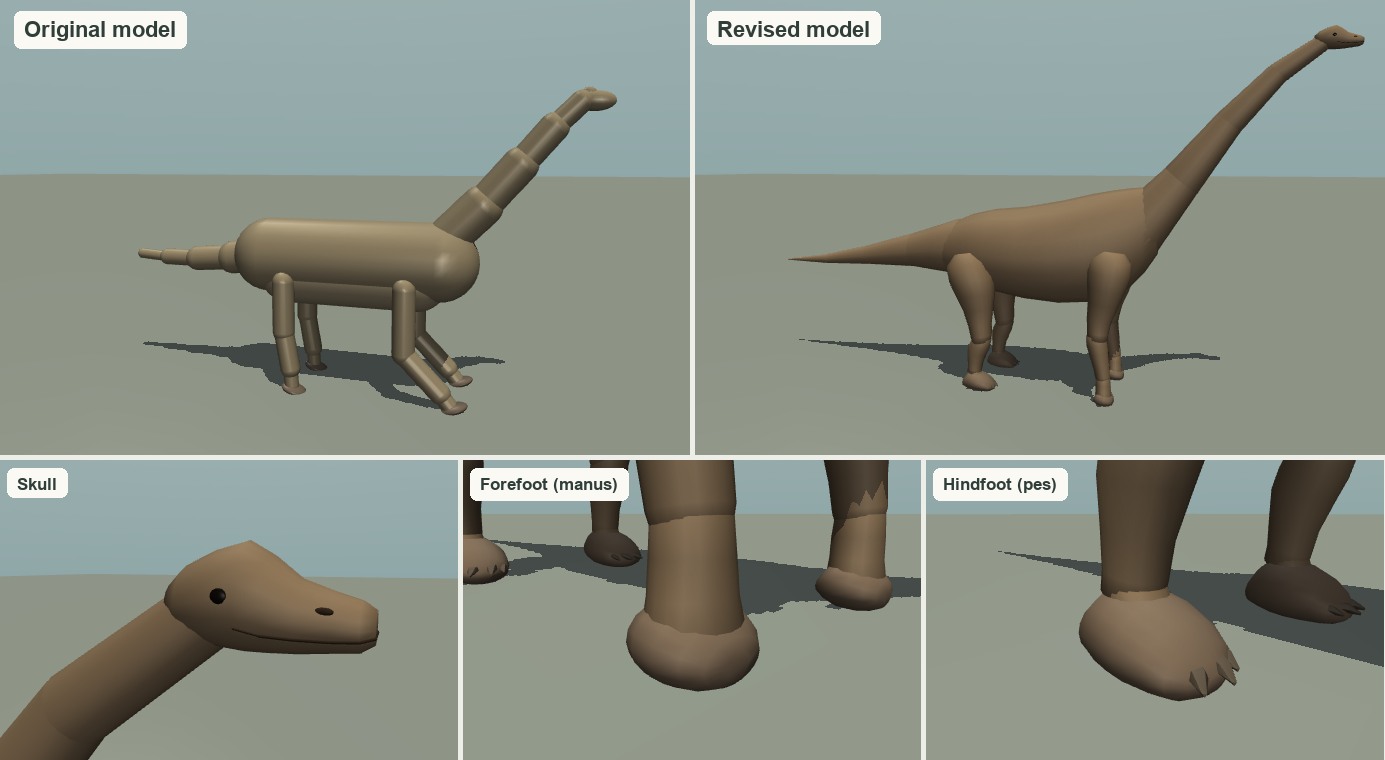 Original model
Revised model
Skull
Forefoot (manus)
Hindfoot (pes)